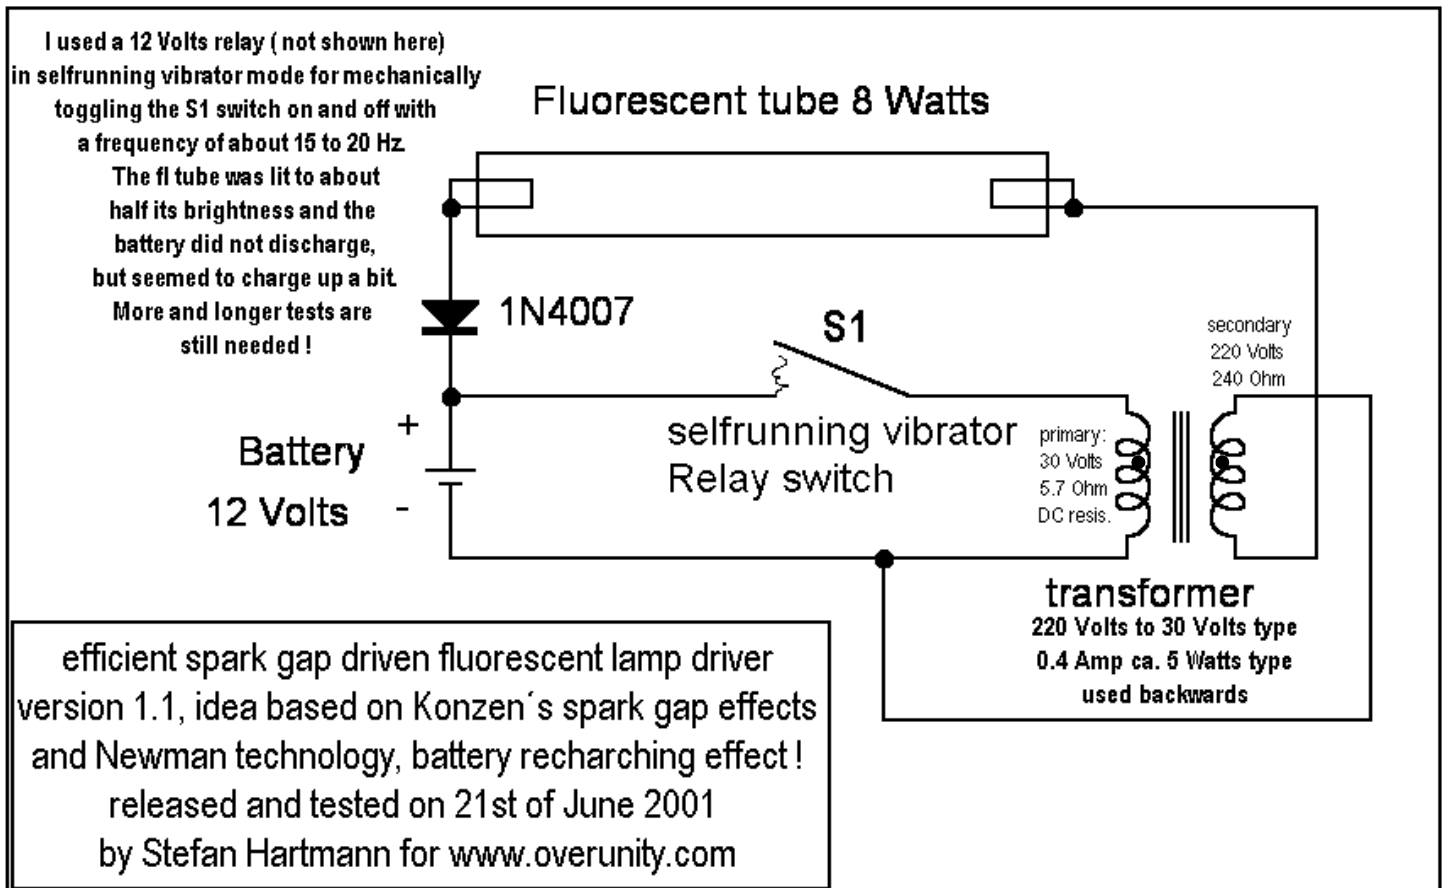 I used a 12 Volts relay ( not shown here)
in selfrunning vibrator mode for mechanically
toggling the S1 switch on and off with
a frequency of about 15 to 20 Hz.
The fl tube was lit to about
half its brightness and the
battery did not discharge,
but seemed to charge up a bit.
More and longer tests are
still needed !
Fluorescent tube 8 Watts
1N4007
S1
secondary
220 Volts
240 Ohm
+
Battery
12 Volts
-
selfrunning vibrator
Relay switch
primary:
30 Volts
5.7 Ohm
DC resis.
transformer
220 Volts to 30 Volts type
0.4 Amp ca. 5 Watts type
used backwards
efficient spark gap driven fluorescent lamp driver
version 1.1, idea based on Konzen´s spark gap effects
and Newman technology, battery recharching effect !
released and tested on 21st of June 2001
by Stefan Hartmann for www.overunity.com